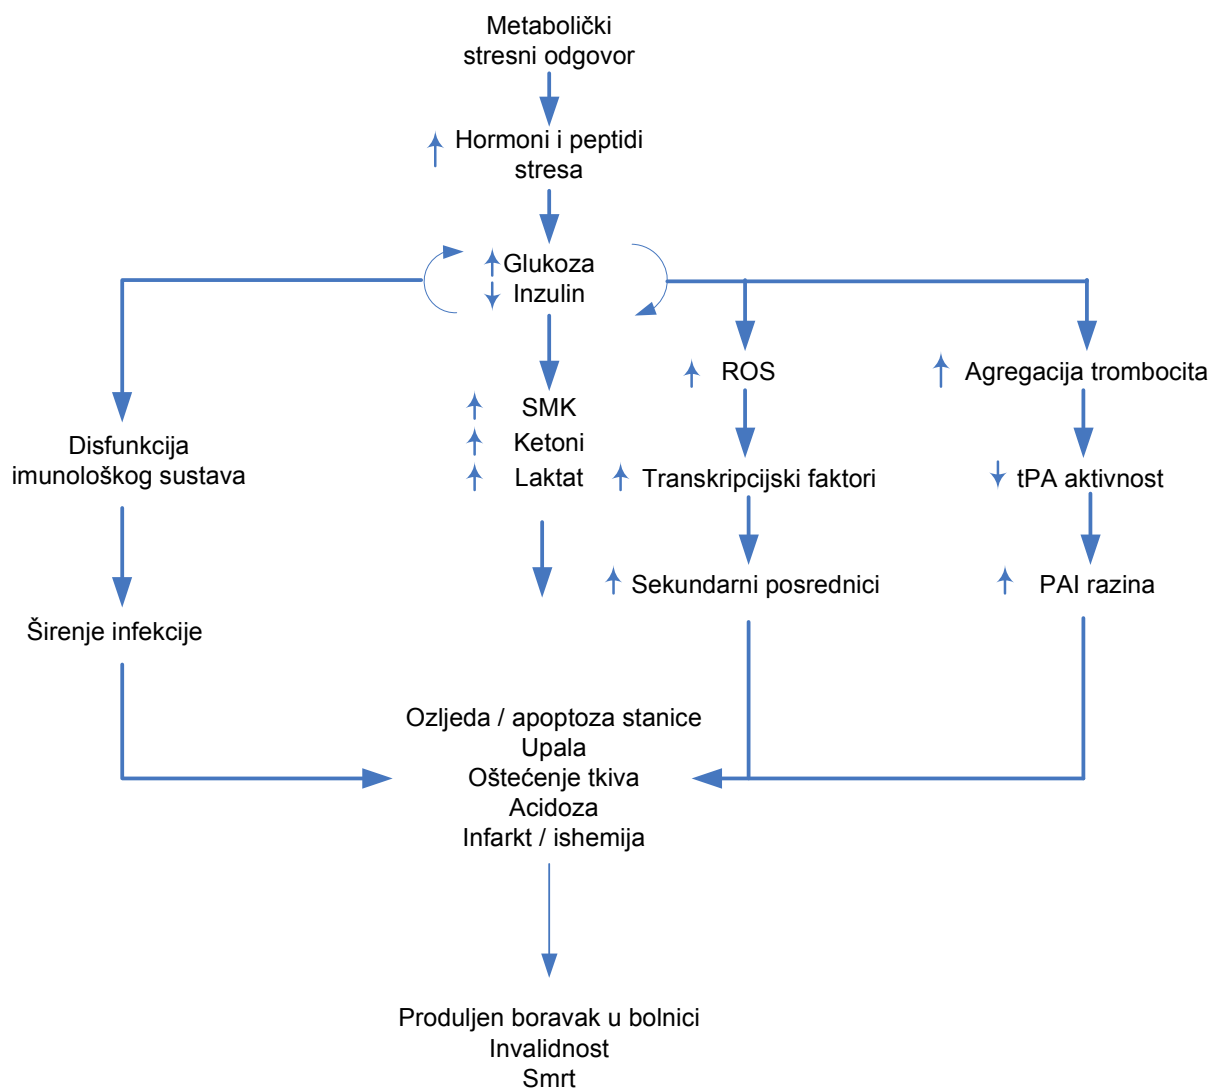 Metabolički
stresni odgovor
Hormoni i peptidi
stresa
Glukoza
Inzulin
SMK
Ketoni
Laktat
Disfunkcija
imunološkog sustava
Širenje infekcije
ROS
Transkripcijski faktori
Sekundarni posrednici
Agregacija trombocita
tPA aktivnost
PAI razina
Ozljeda / apoptoza stanice
Upala
Oštećenje tkiva
Acidoza
Infarkt / ishemija
Produljen boravak u bolnici
Invalidnost
Smrt